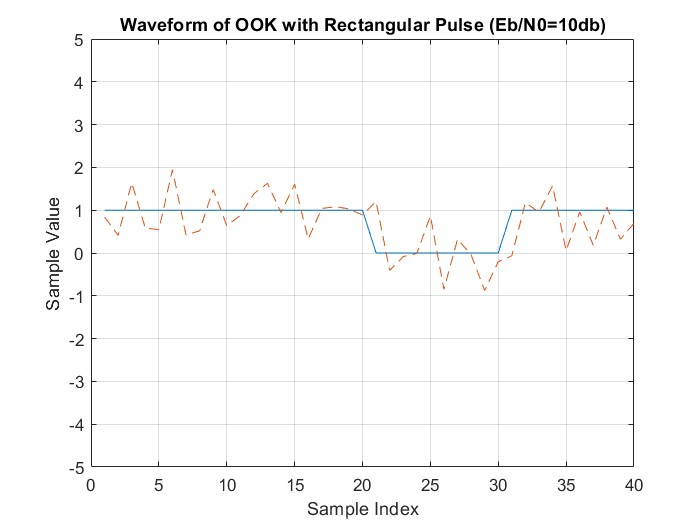 Waveform of OOK with Rectangular Pulse (Eb/N0=10db)
5
4
3
2
1
0
-1
-2
-3
-4
-5
Sample Value
0 5 10 15 20 25 30 35 40
Sample Index